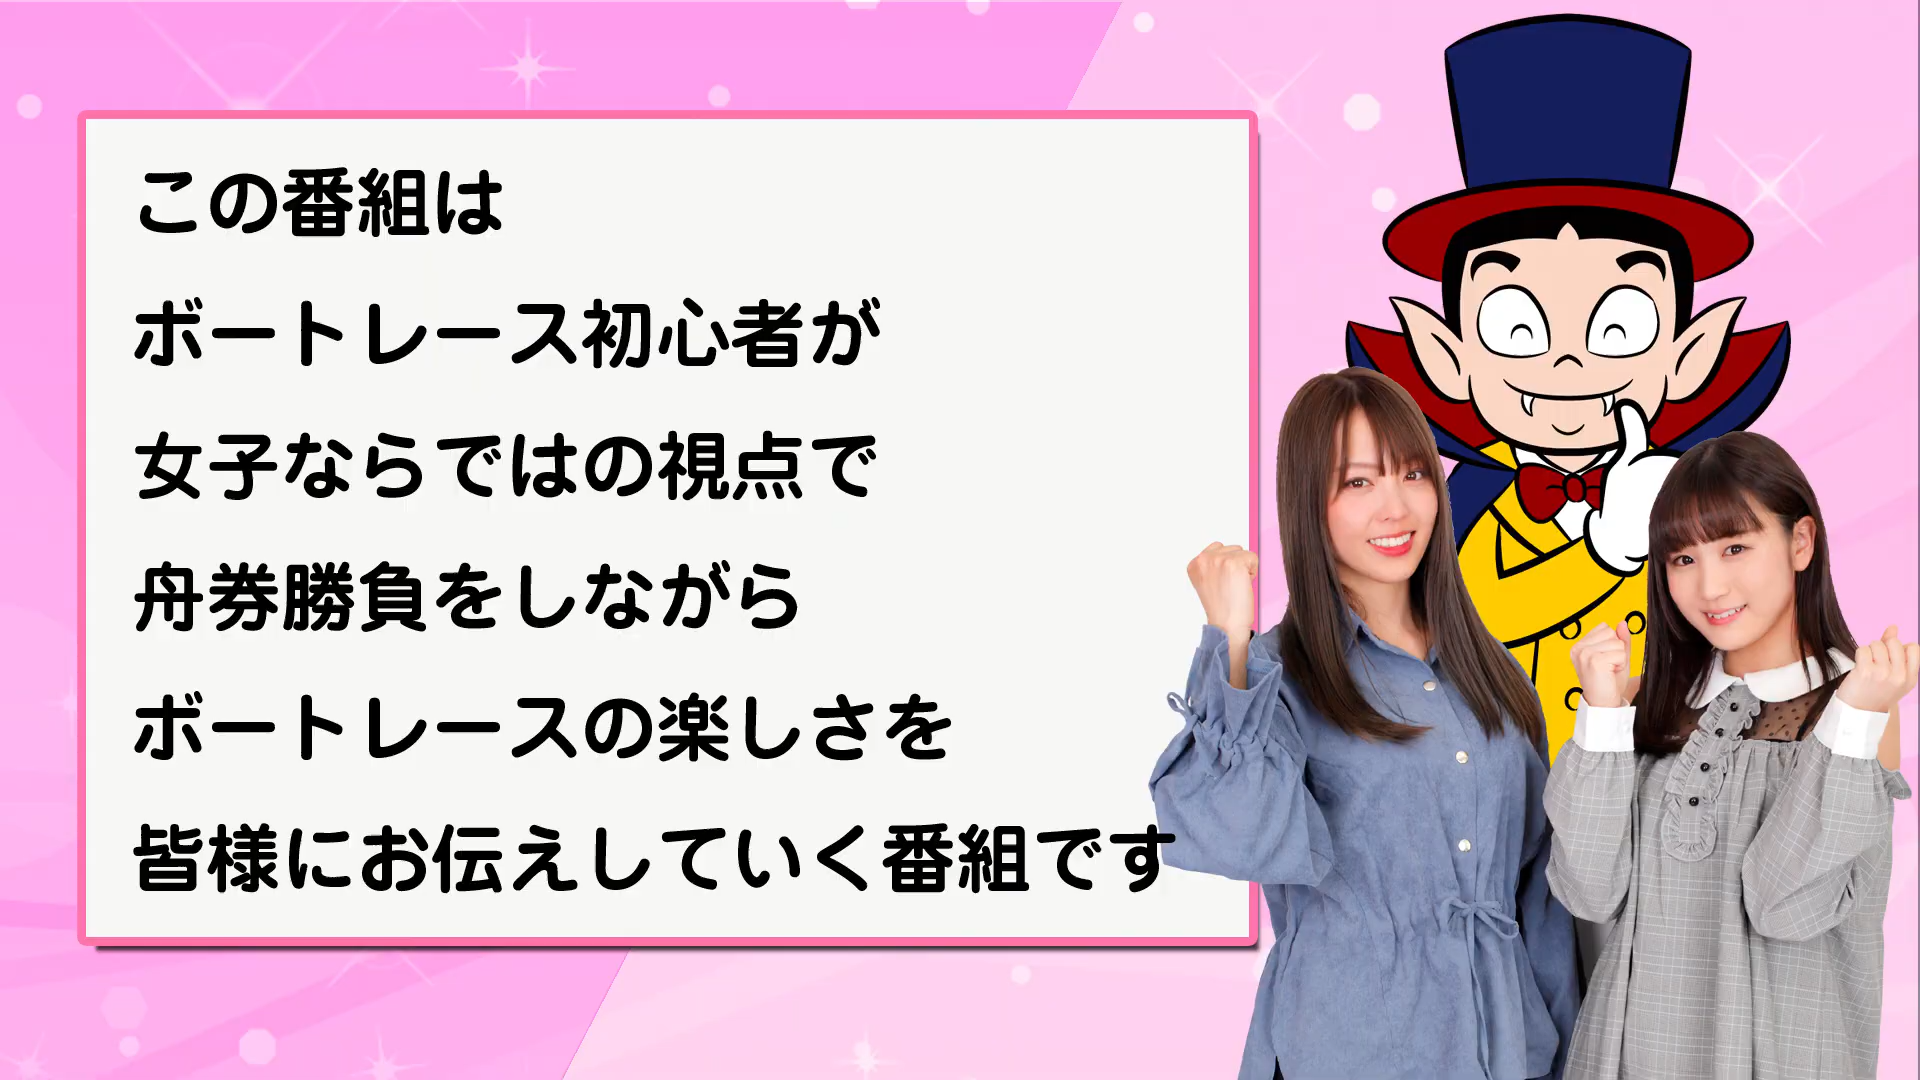 この番組は
ボートレース初心者が
女子ならではの視点で
舟券勝負をしながら
ボートレースの楽しさを
皆様にお伝えしていく番組です